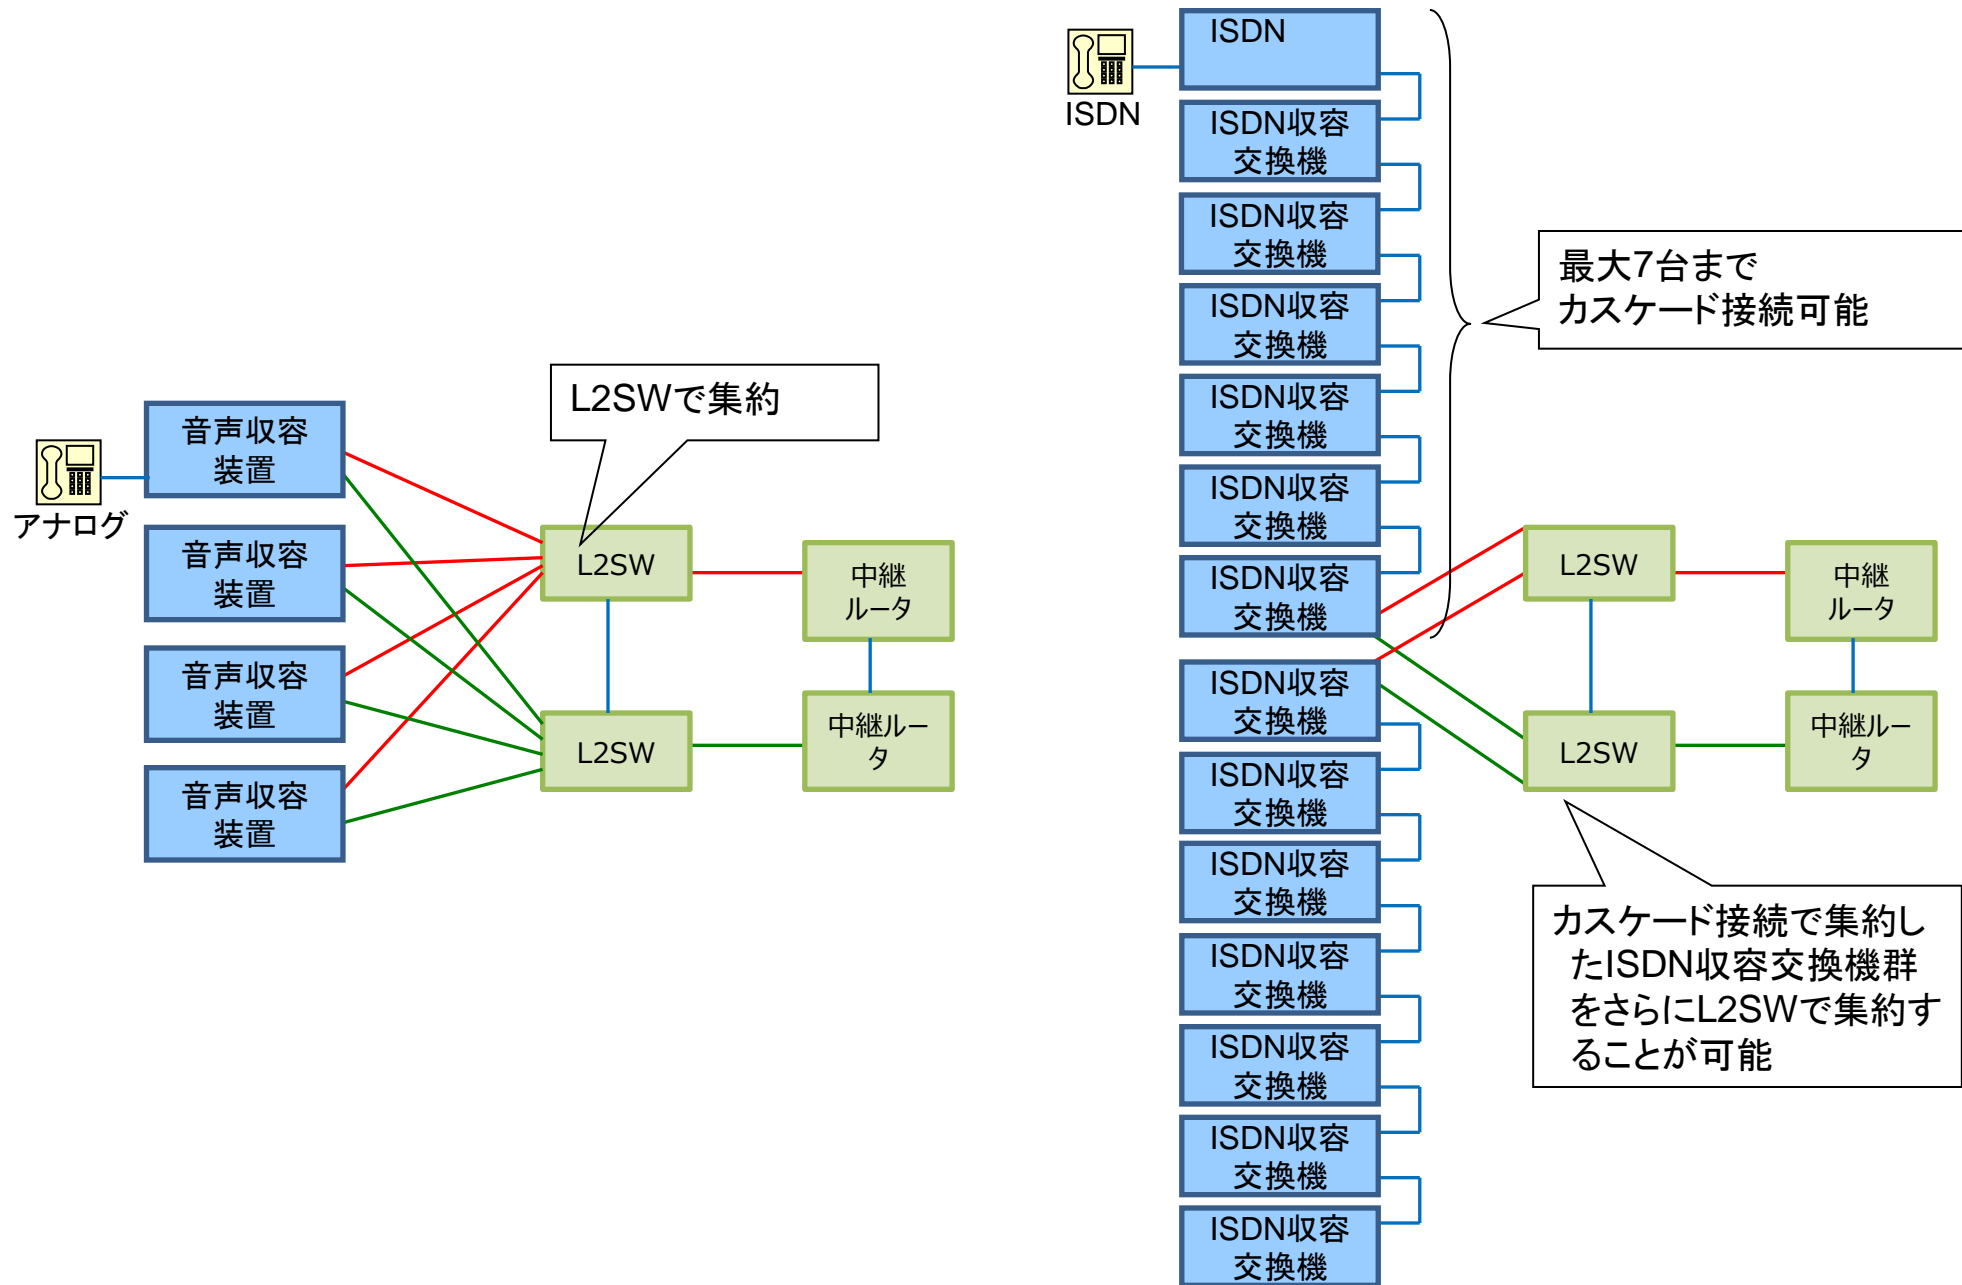 アナログ
音声収容
装置
音声収容
装置
音声収容
装置
音声収容
装置
L2SWで集約
L2SW
L2SW
中継
ルータ
中継ルー
タ
ISDN
ISDN
ISDN収容
交換機
ISDN収容
交換機
ISDN収容
交換機
ISDN収容
交換機
ISDN収容
交換機
ISDN収容
交換機
ISDN収容
交換機
ISDN収容
交換機
ISDN収容
交換機
ISDN収容
交換機
ISDN収容
交換機
ISDN収容
交換機
ISDN収容
交換機
最大7台まで
カスケード接続可能
L2SW
L2SW
中継
ルータ
中継ルー
タ
カスケード接続で集約し
たISDN収容交換機群
をさらにL2SWで集約す
ることが可能